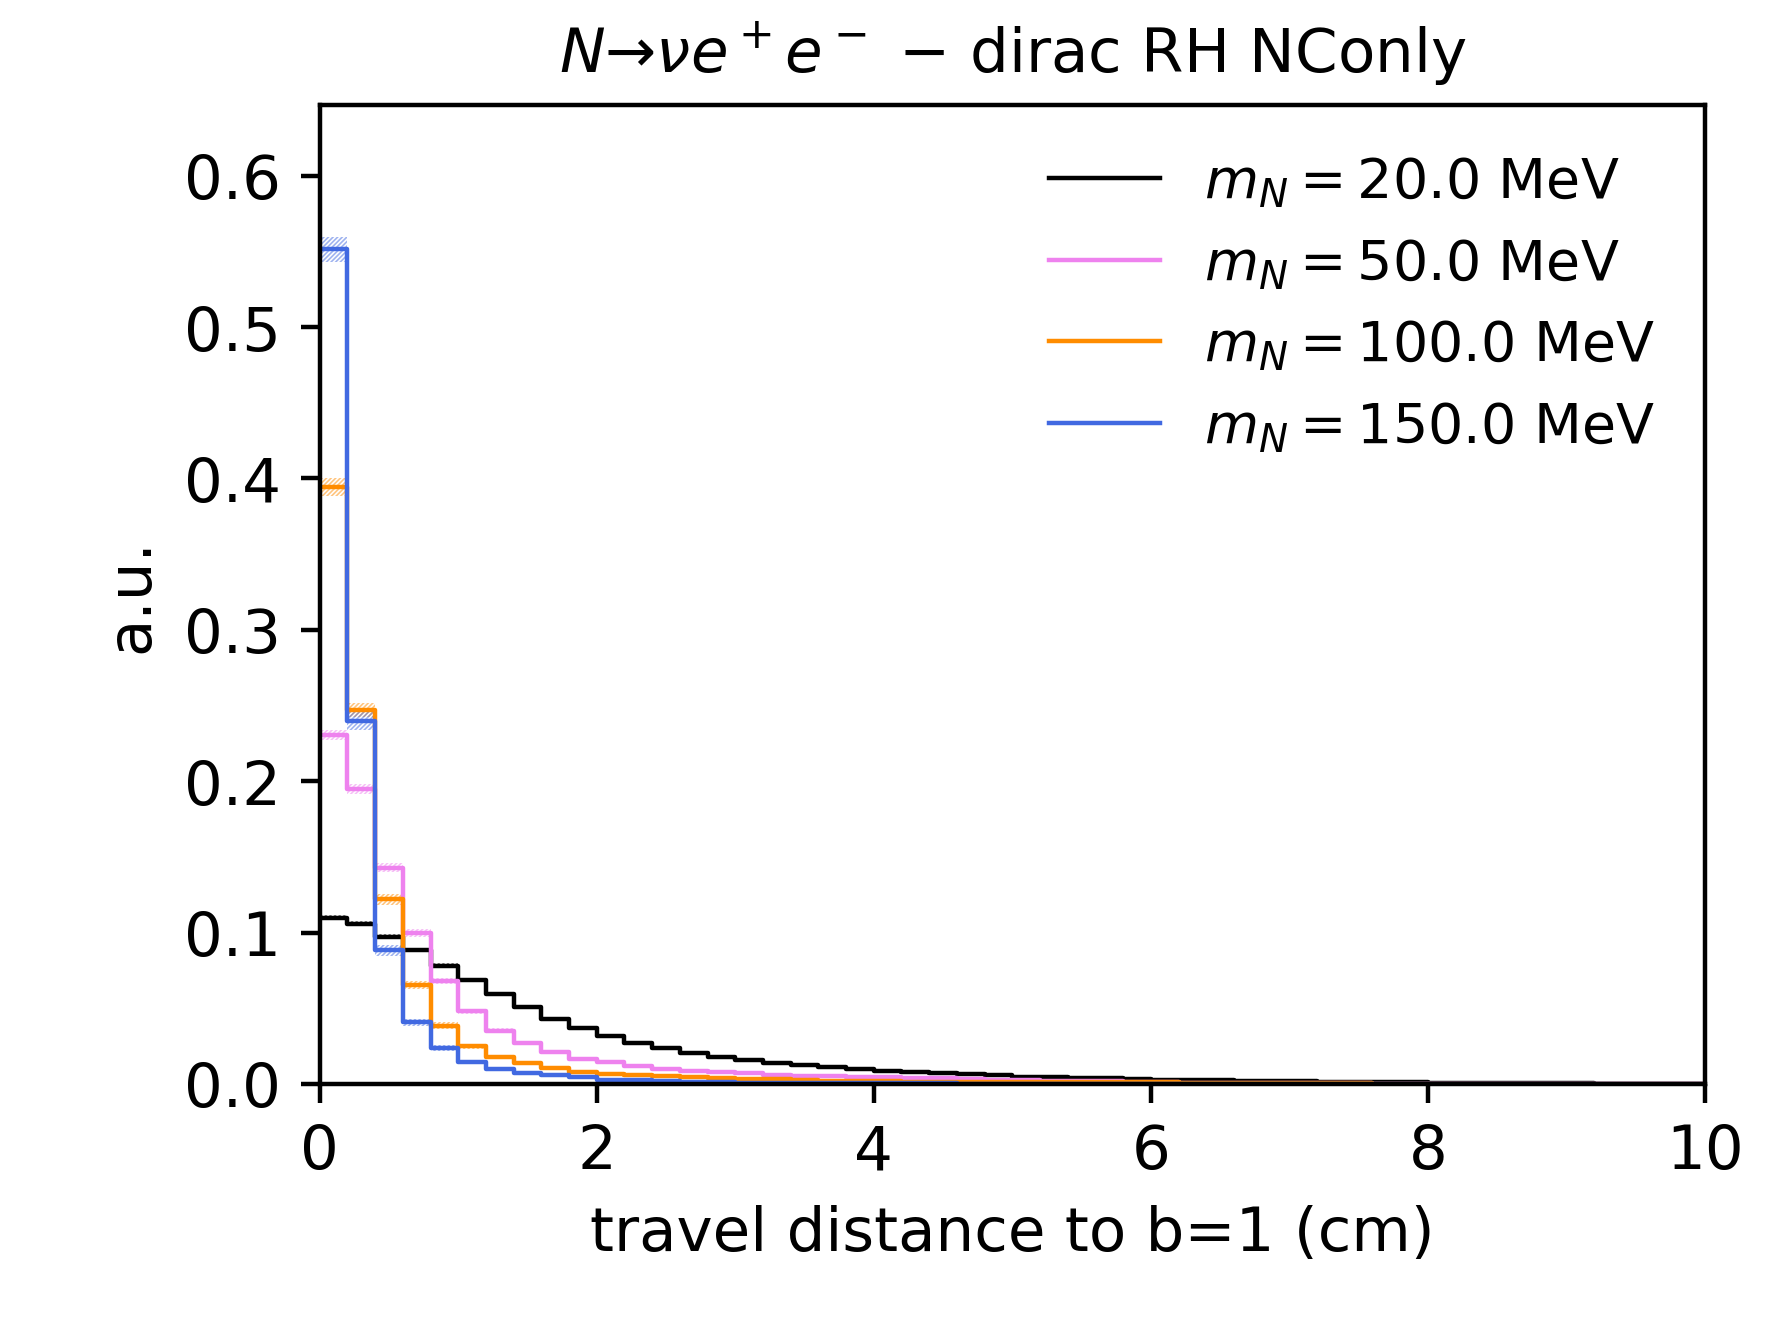 N→νe⁺e⁻ − dirac RH NConly
m_N = 20.0 MeV
m_N = 50.0 MeV
m_N = 100.0 MeV
m_N = 150.0 MeV
a.u.
0.6
0.5
0.4
0.3
0.2
0.1
0.0
0 2 4 6 8 10
travel distance to b=1 (cm)